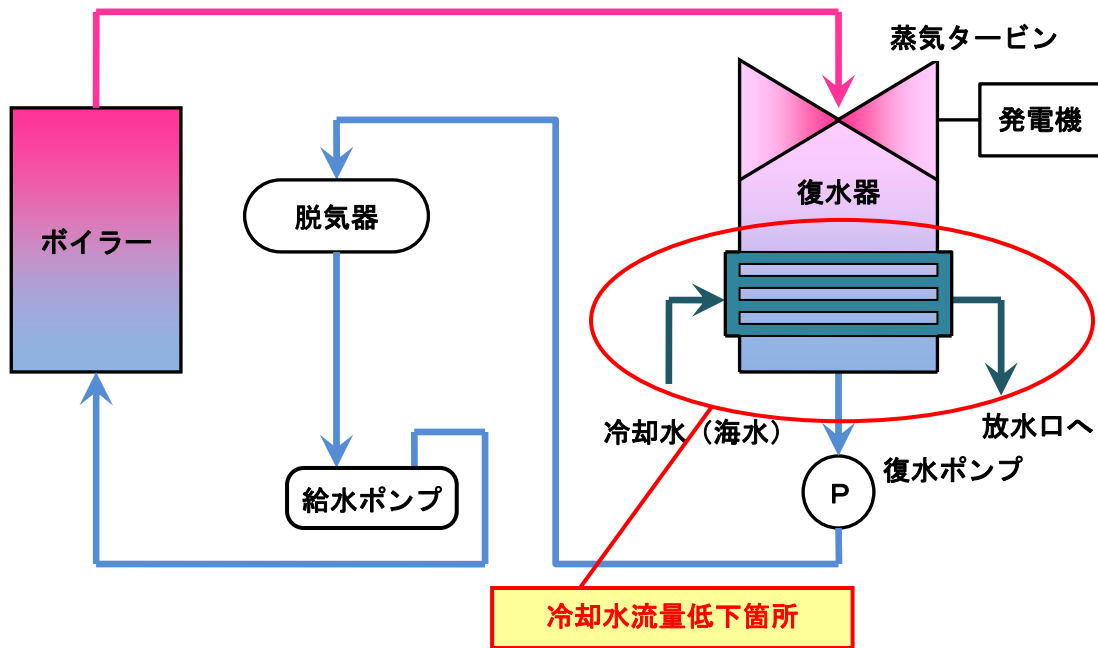 蒸気タービン
発電機
復水器
脱気器
ボイラー
冷却水（海水）
放水口へ
復水ポンプ
給水ポンプ
P
冷却水流量低下箇所